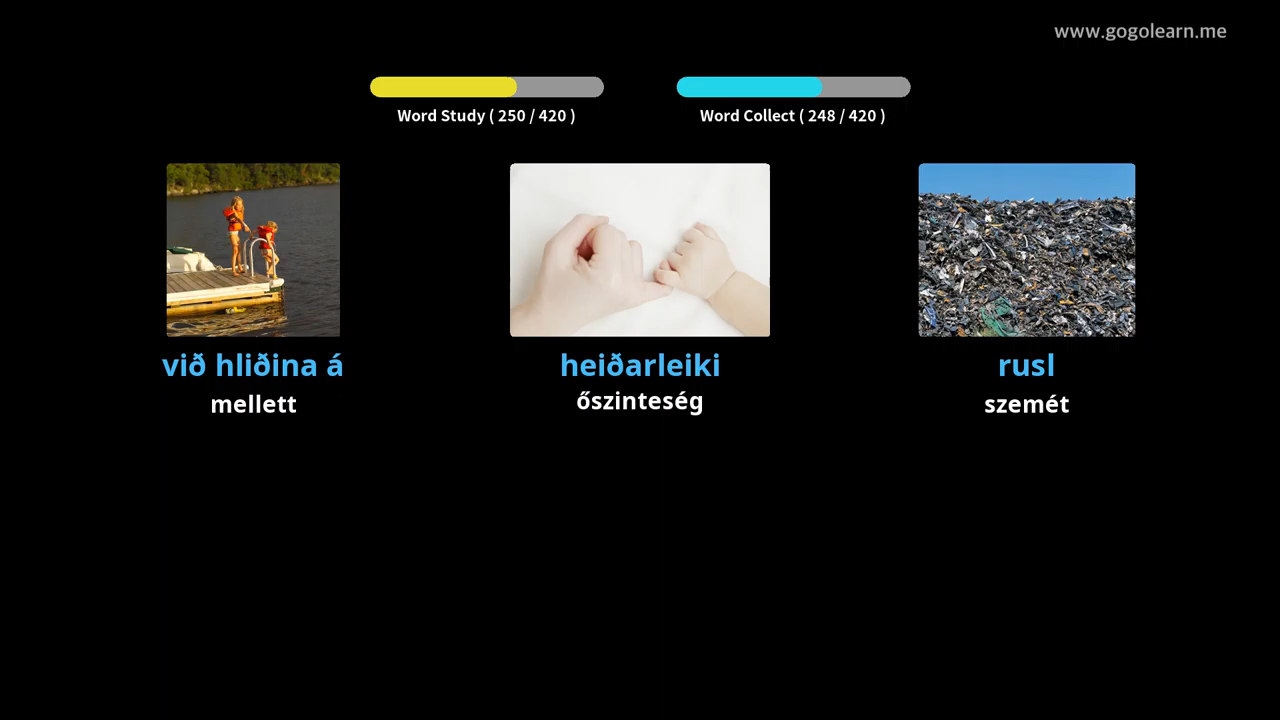 www.gogolearn.me
Word Study ( 250 / 420 )
Word Collect ( 248 / 420 )
við hliðina á
heiðarleiki
rusl
mellett
őszinteség
szemét